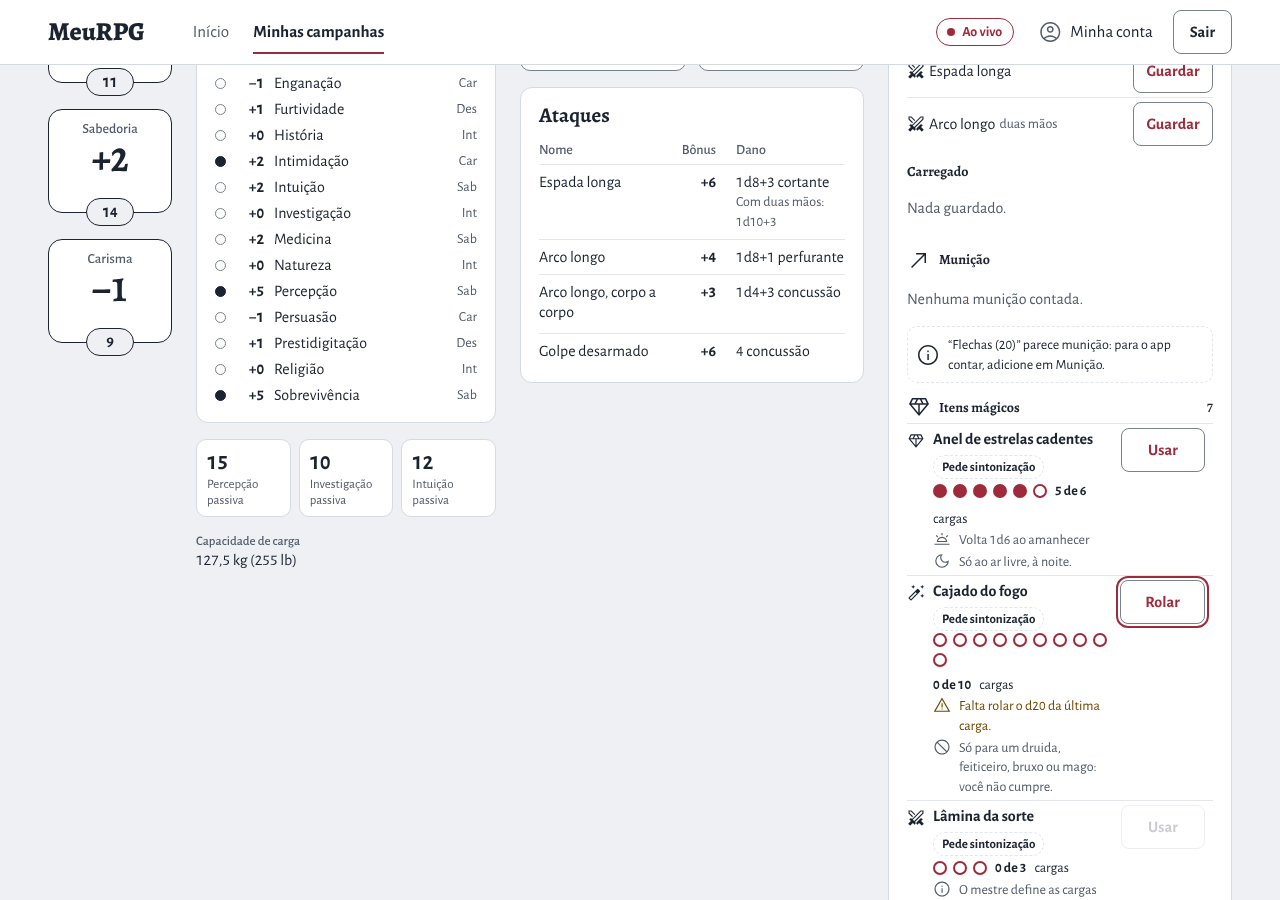 MeuRPG
Início
Minhas campanhas
Ao vivo
Minha conta
Sair
11
Sabedoria
+2
14
Carisma
−1
9
−1 Enganação Car
+1 Furtividade Des
+0 História Int
+2 Intimidação Car
+2 Intuição Sab
+0 Investigação Int
+2 Medicina Sab
+0 Natureza Int
+5 Percepção Sab
−1 Persuasão Car
+1 Prestidigitação Des
+0 Religião Int
+5 Sobrevivência Sab
15
Percepção
passiva
10
Investigação
passiva
12
Intuição
passiva
Capacidade de carga
127,5 kg (255 lb)
Ataques
Nome Bônus Dano
Espada longa +6 1d8+3 cortante
Com duas mãos:
1d10+3
Arco longo +4 1d8+1 perfurante
Arco longo, corpo a +3 1d4+3 concussão
corpo
Golpe desarmado +6 4 concussão
Espada longa Guardar
Arco longo duas mãos Guardar
Carregado
Nada guardado.
Munição
Nenhuma munição contada.
“Flechas (20)” parece munição: para o app
contar, adicione em Munição.
Itens mágicos 7
Anel de estrelas cadentes Usar
Pede sintonização
5 de 6
cargas
Volta 1d6 ao amanhecer
Só ao ar livre, à noite.
Cajado do fogo Rolar
Pede sintonização
0 de 10 cargas
Falta rolar o d20 da última
carga.
Só para um druida,
feiticeiro, bruxo ou mago:
você não cumpre.
Lâmina da sorte Usar
Pede sintonização
0 de 3 cargas
O mestre define as cargas